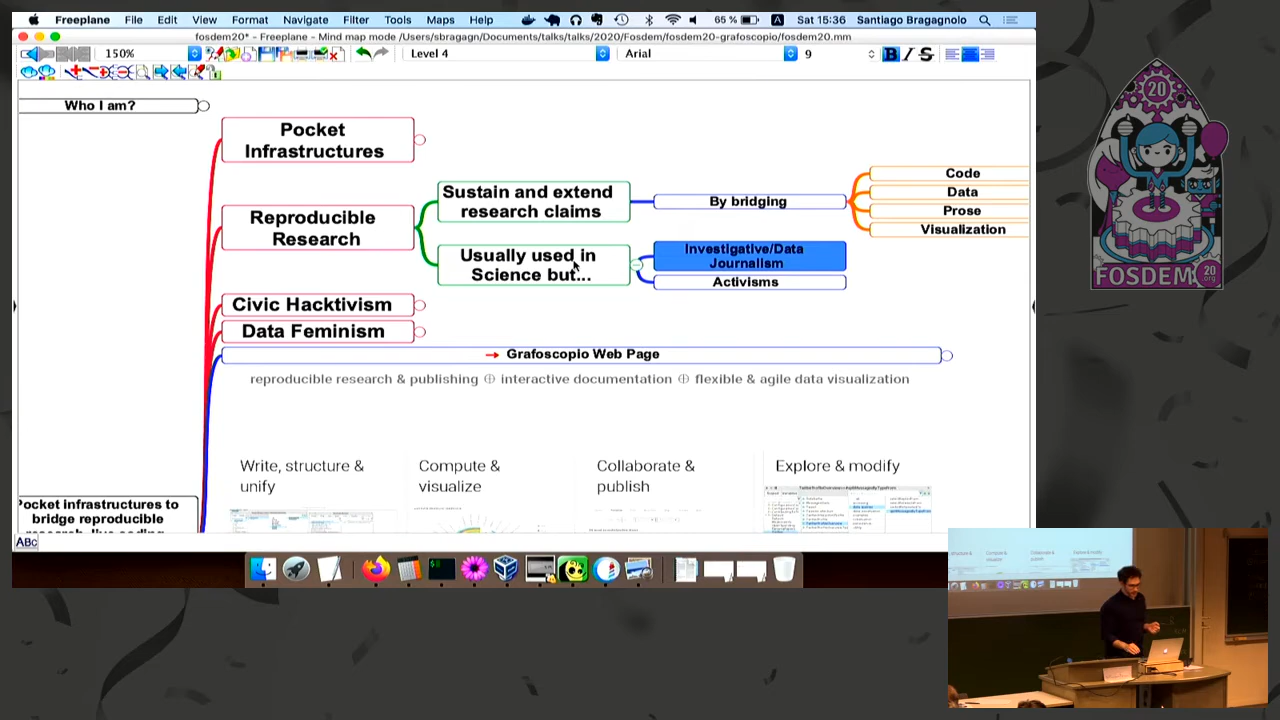 Freeplane File Edit View Format Navigate Filter Tools Maps Help 65 % A Sat 15:36 Santiago Bragagnolo
fosdem20* - Freeplane - Mind map mode /Users/sbragagn/Documents/talks/talks/2020/Fosdem/fosdem20-grafoscopio/fosdem20.mm
150% Level 4 Arial 9 B I S
Who I am?
Pocket
Infrastructures
Reproducible
Research
Sustain and extend
research claims
By bridging
Code
Data
Prose
Visualization
Usually used in
Science but...
Investigative/Data
Journalism
Activisms
Civic Hacktivism
Data Feminism
Grafoscopio Web Page
reproducible research & publishing interactive documentation flexible & agile data visualization
Write, structure &
unify
Compute &
visualize
Collaborate &
publish
Explore & modify
Pocket infrastructures to
bridge reproducible
ABc
20
FOSDEM 20
.org